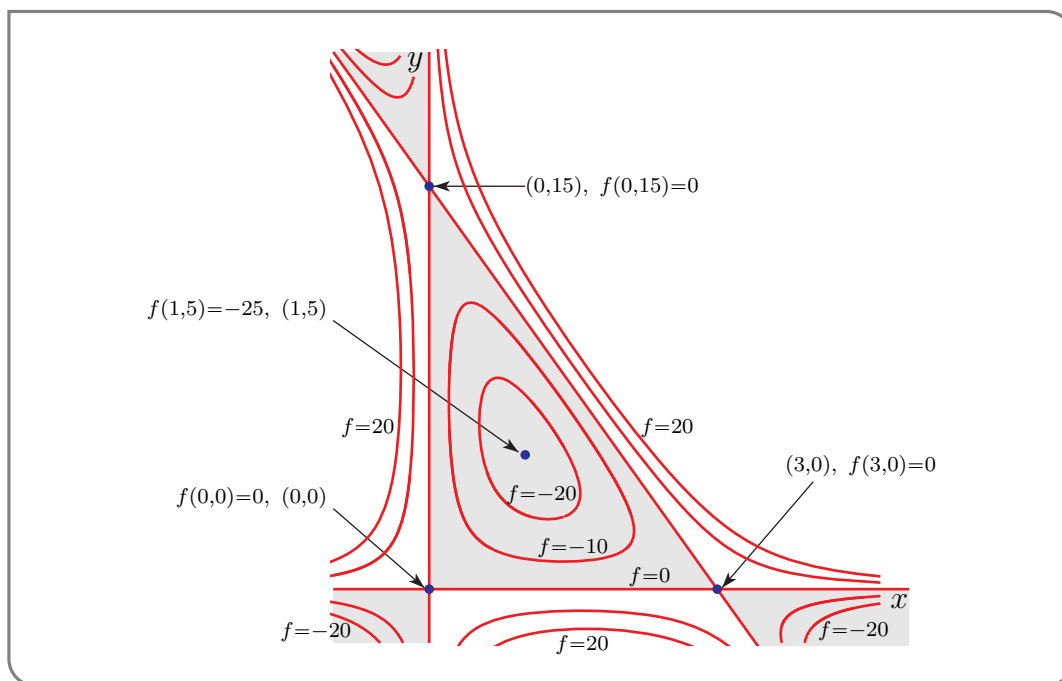 y
(0,15), f(0,15)=0
f(1,5)=−25, (1,5)
f=20
f=20
(3,0), f(3,0)=0
f(0,0)=0, (0,0)
f=−20
f=−10
f=0
x
f=−20
f=20
f=−20